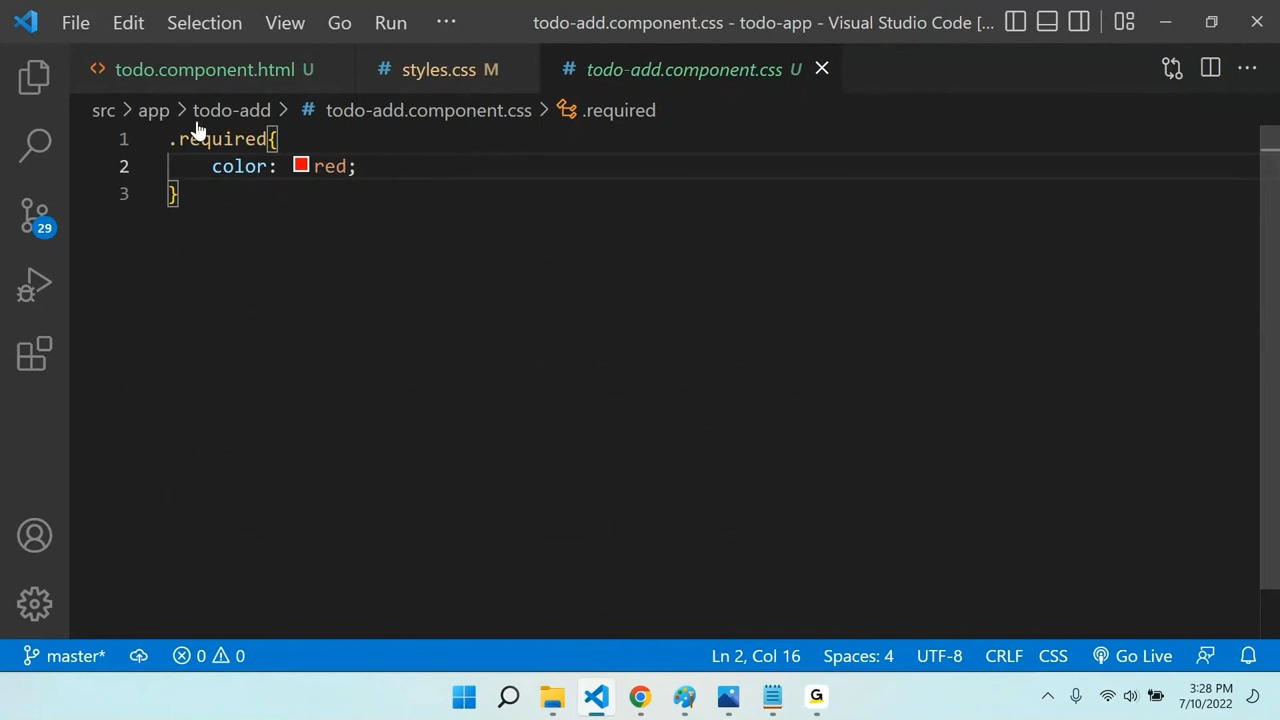 File Edit Selection View Go Run ··· todo-add.component.css - todo-app - Visual Studio Code [...
<> todo.component.html U # styles.css M # todo-add.component.css U
src > app > todo-add > # todo-add.component.css > .required
1 .required{
2 color: red;
3 }
29
master* 0 0 Ln 2, Col 16 Spaces: 4 UTF-8 CRLF CSS Go Live
G 3:28 PM
7/10/2022